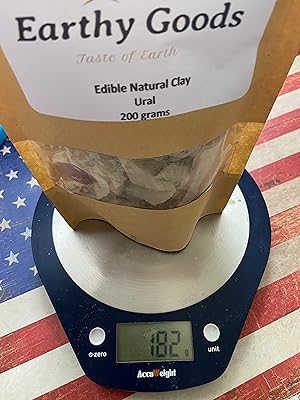 Earthy Goods
Taste of Earth
Edible Natural Clay
Ural
200 grams
182 g
e-zero
unit
AccuWeight